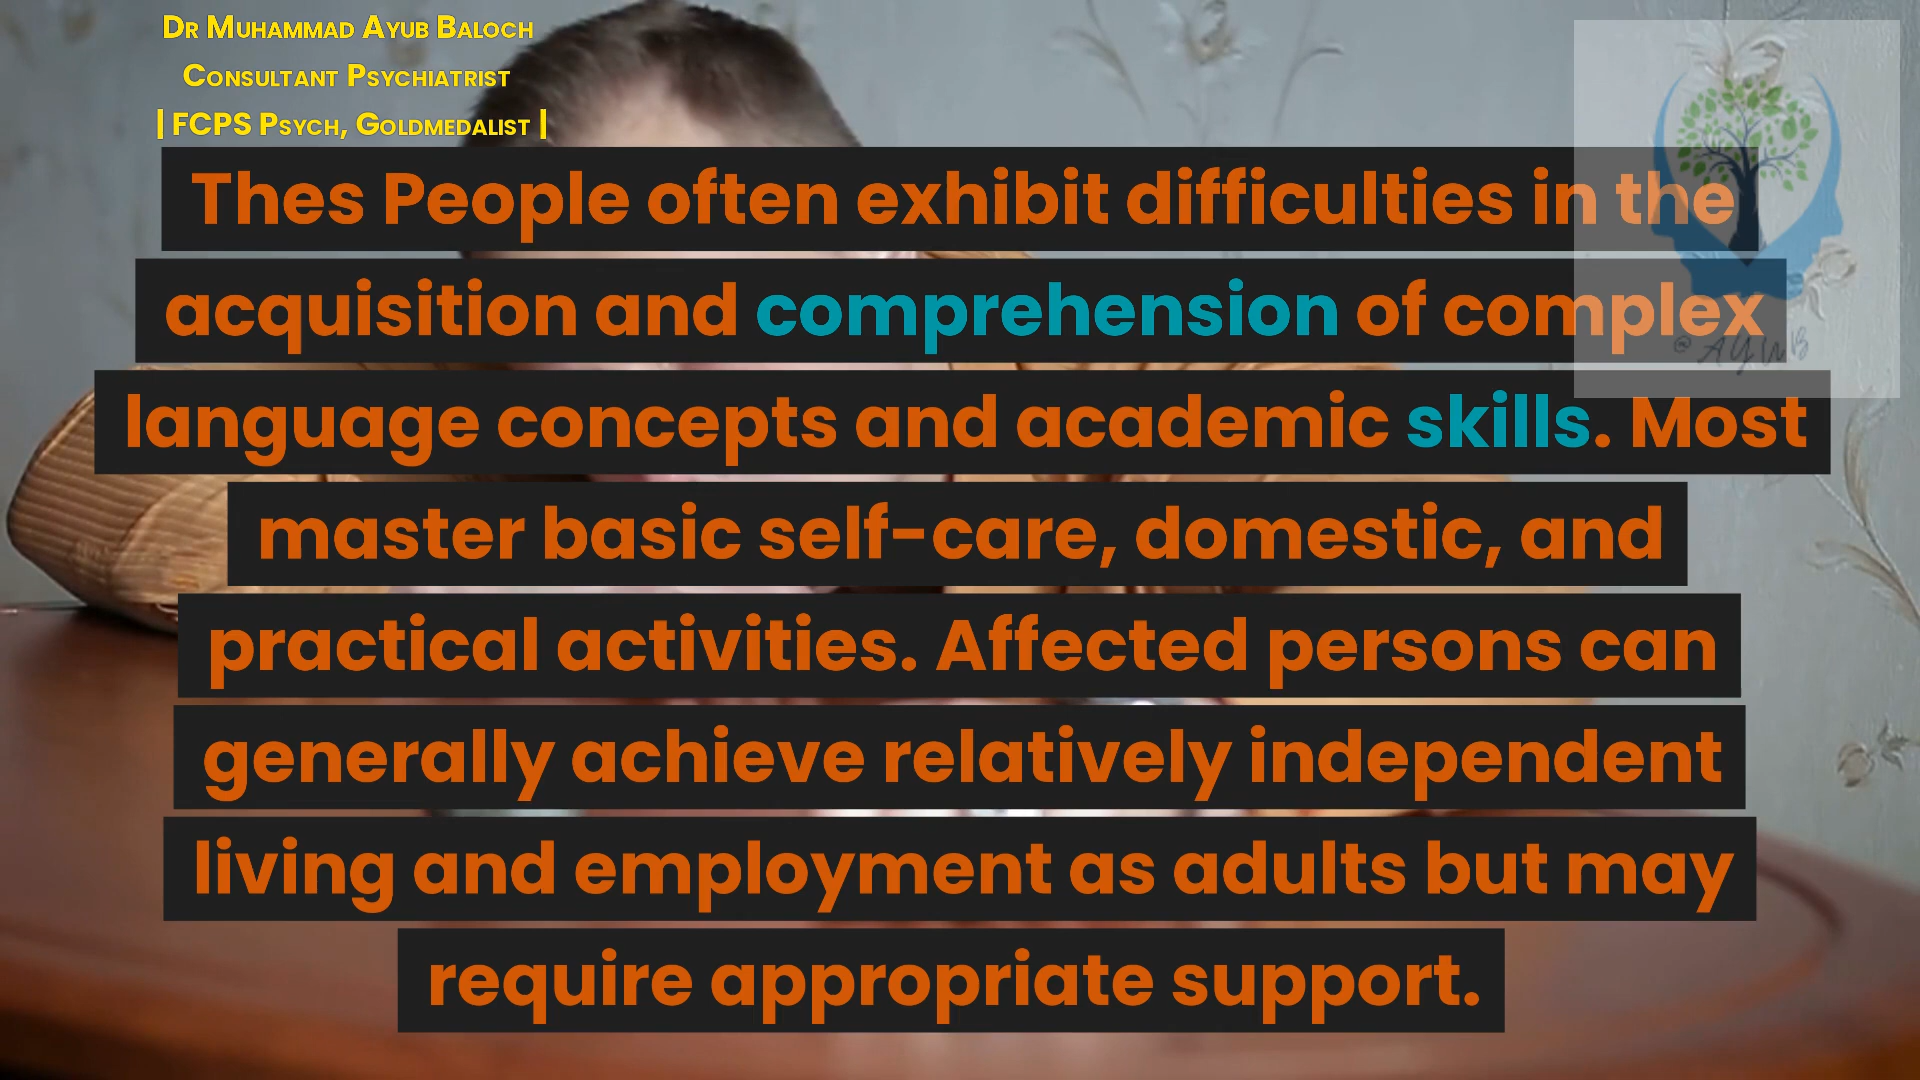 Dr Muhammad Ayub Baloch
Consultant Psychiatrist
| FCPS Psych, Goldmedalist |
Thes People often exhibit difficulties in the
acquisition and comprehension of complex
language concepts and academic skills. Most
master basic self-care, domestic, and
practical activities. Affected persons can
generally achieve relatively independent
living and employment as adults but may
require appropriate support.
@ AYUB